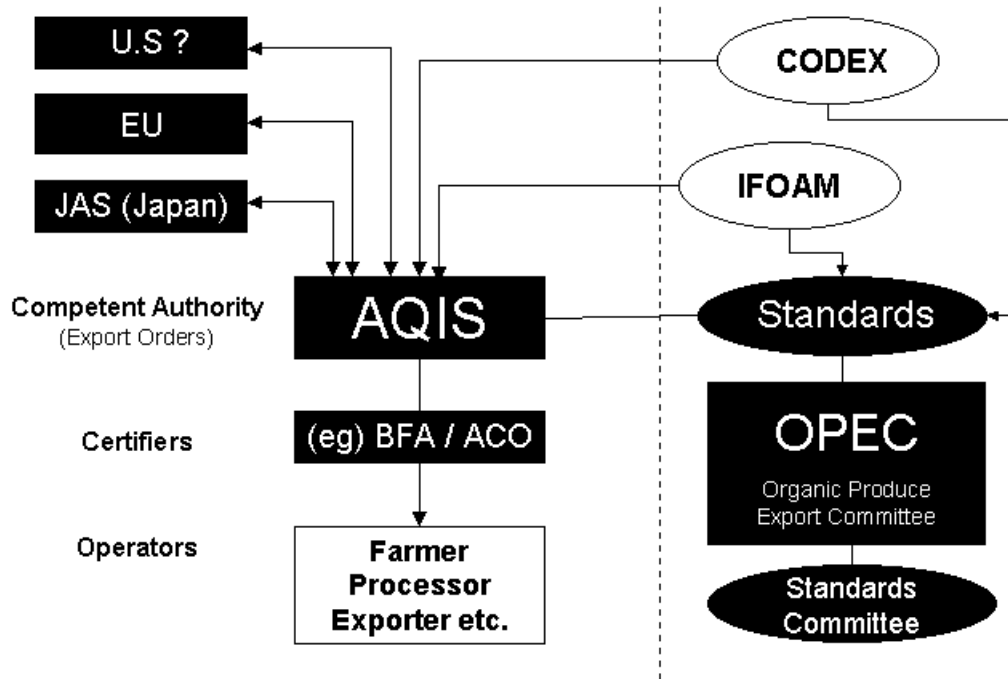 U.S ?
CODEX
EU
IFOAM
JAS (Japan)
Competent Authority
(Export Orders)
AQIS
Standards
Certifiers
(eg) BFA / ACO
OPEC
Organic Produce
Export Committee
Operators
Farmer
Processor
Exporter etc.
Standards
Committee